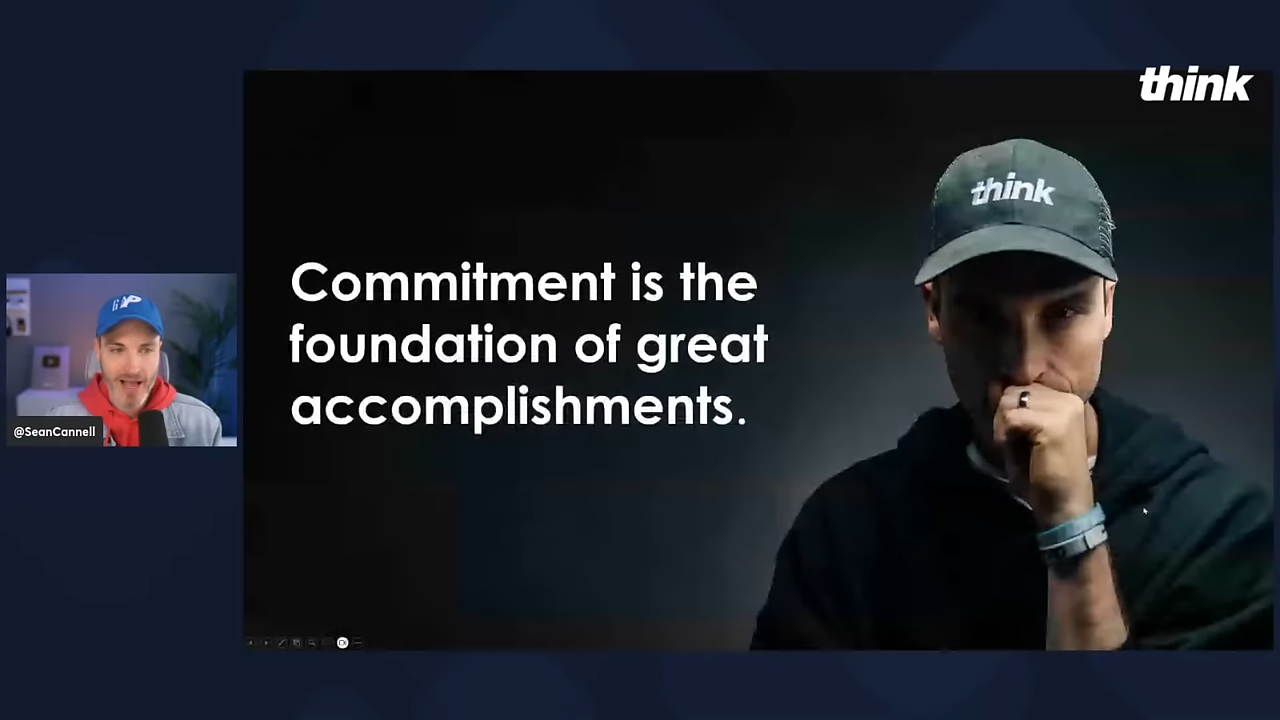 think
think
Commitment is the
foundation of great
accomplishments.
@SeanCannell